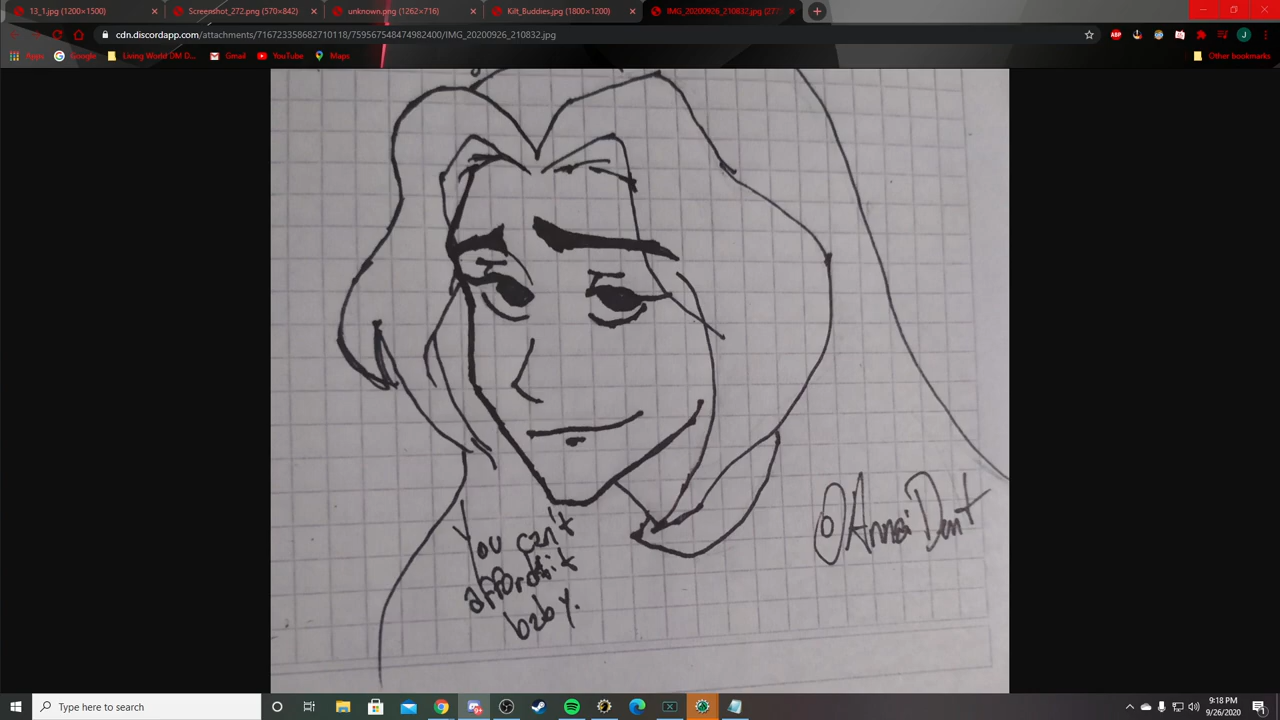 13_1.jpg (1200×1500)
Screenshot_272.png (570×842)
unknown.png (1262×716)
Kilt_Buddies.jpg (1800×1200)
IMG_20200926_210832.jpg (277
cdn.discordapp.com/attachments/716723358682710118/759567548474982400/IMG_20200926_210832.jpg
Apps
Google
Living World DM D...
Gmail
YouTube
Maps
Other bookmarks
You can't
afford it
baby.
Type here to search
9:18 PM
9/26/2020